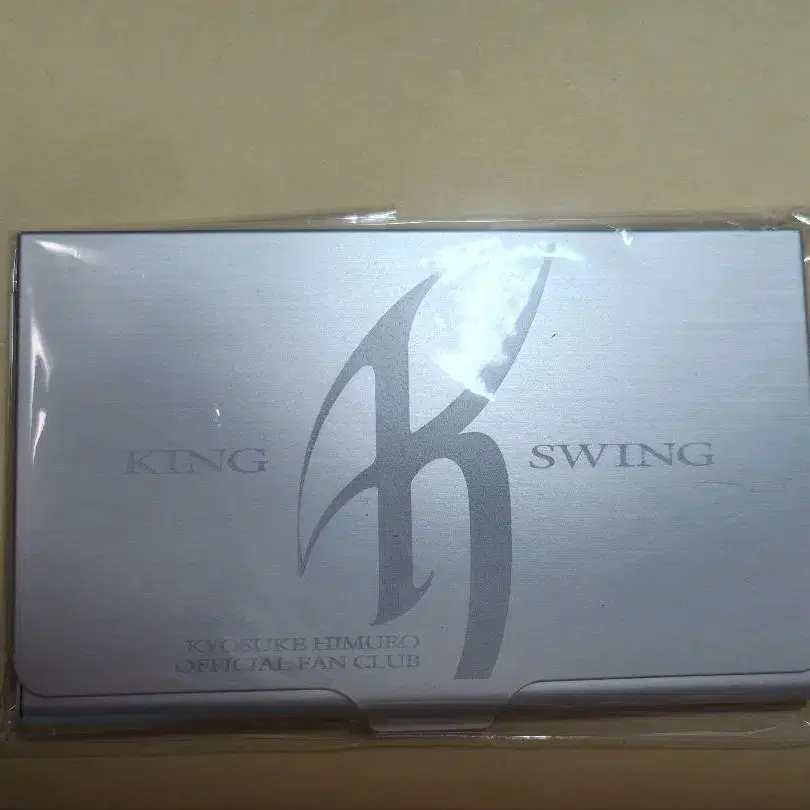 KING K SWING
KYOSUKE HIMURO
OFFICIAL FAN CLUB